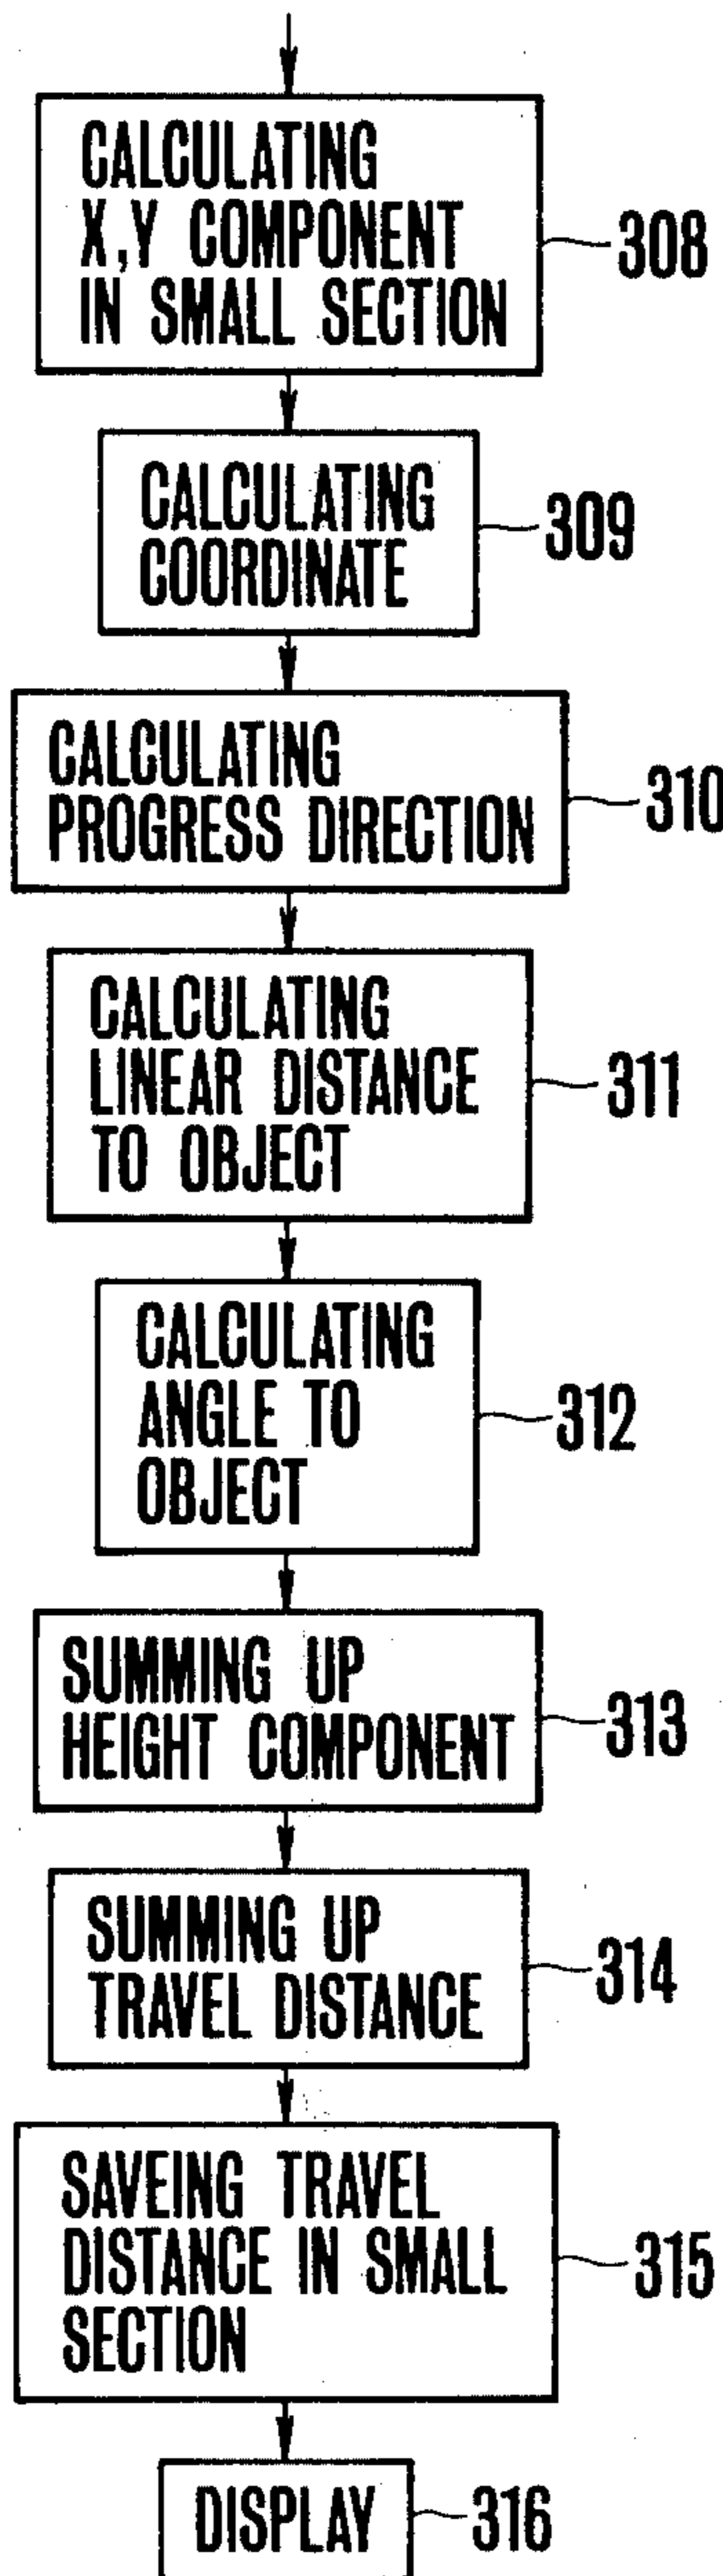 CALCULATING
X,Y COMPONENT
IN SMALL SECTION
308
CALCULATING
COORDINATE
309
CALCULATING
PROGRESS DIRECTION
310
CALCULATING
LINEAR DISTANCE
TO OBJECT
311
CALCULATING
ANGLE TO
OBJECT
312
SUMMING UP
HEIGHT COMPONENT
313
SUMMING UP
TRAVEL DISTANCE
314
SAVEING TRAVEL
DISTANCE IN SMALL
SECTION
315
DISPLAY
316